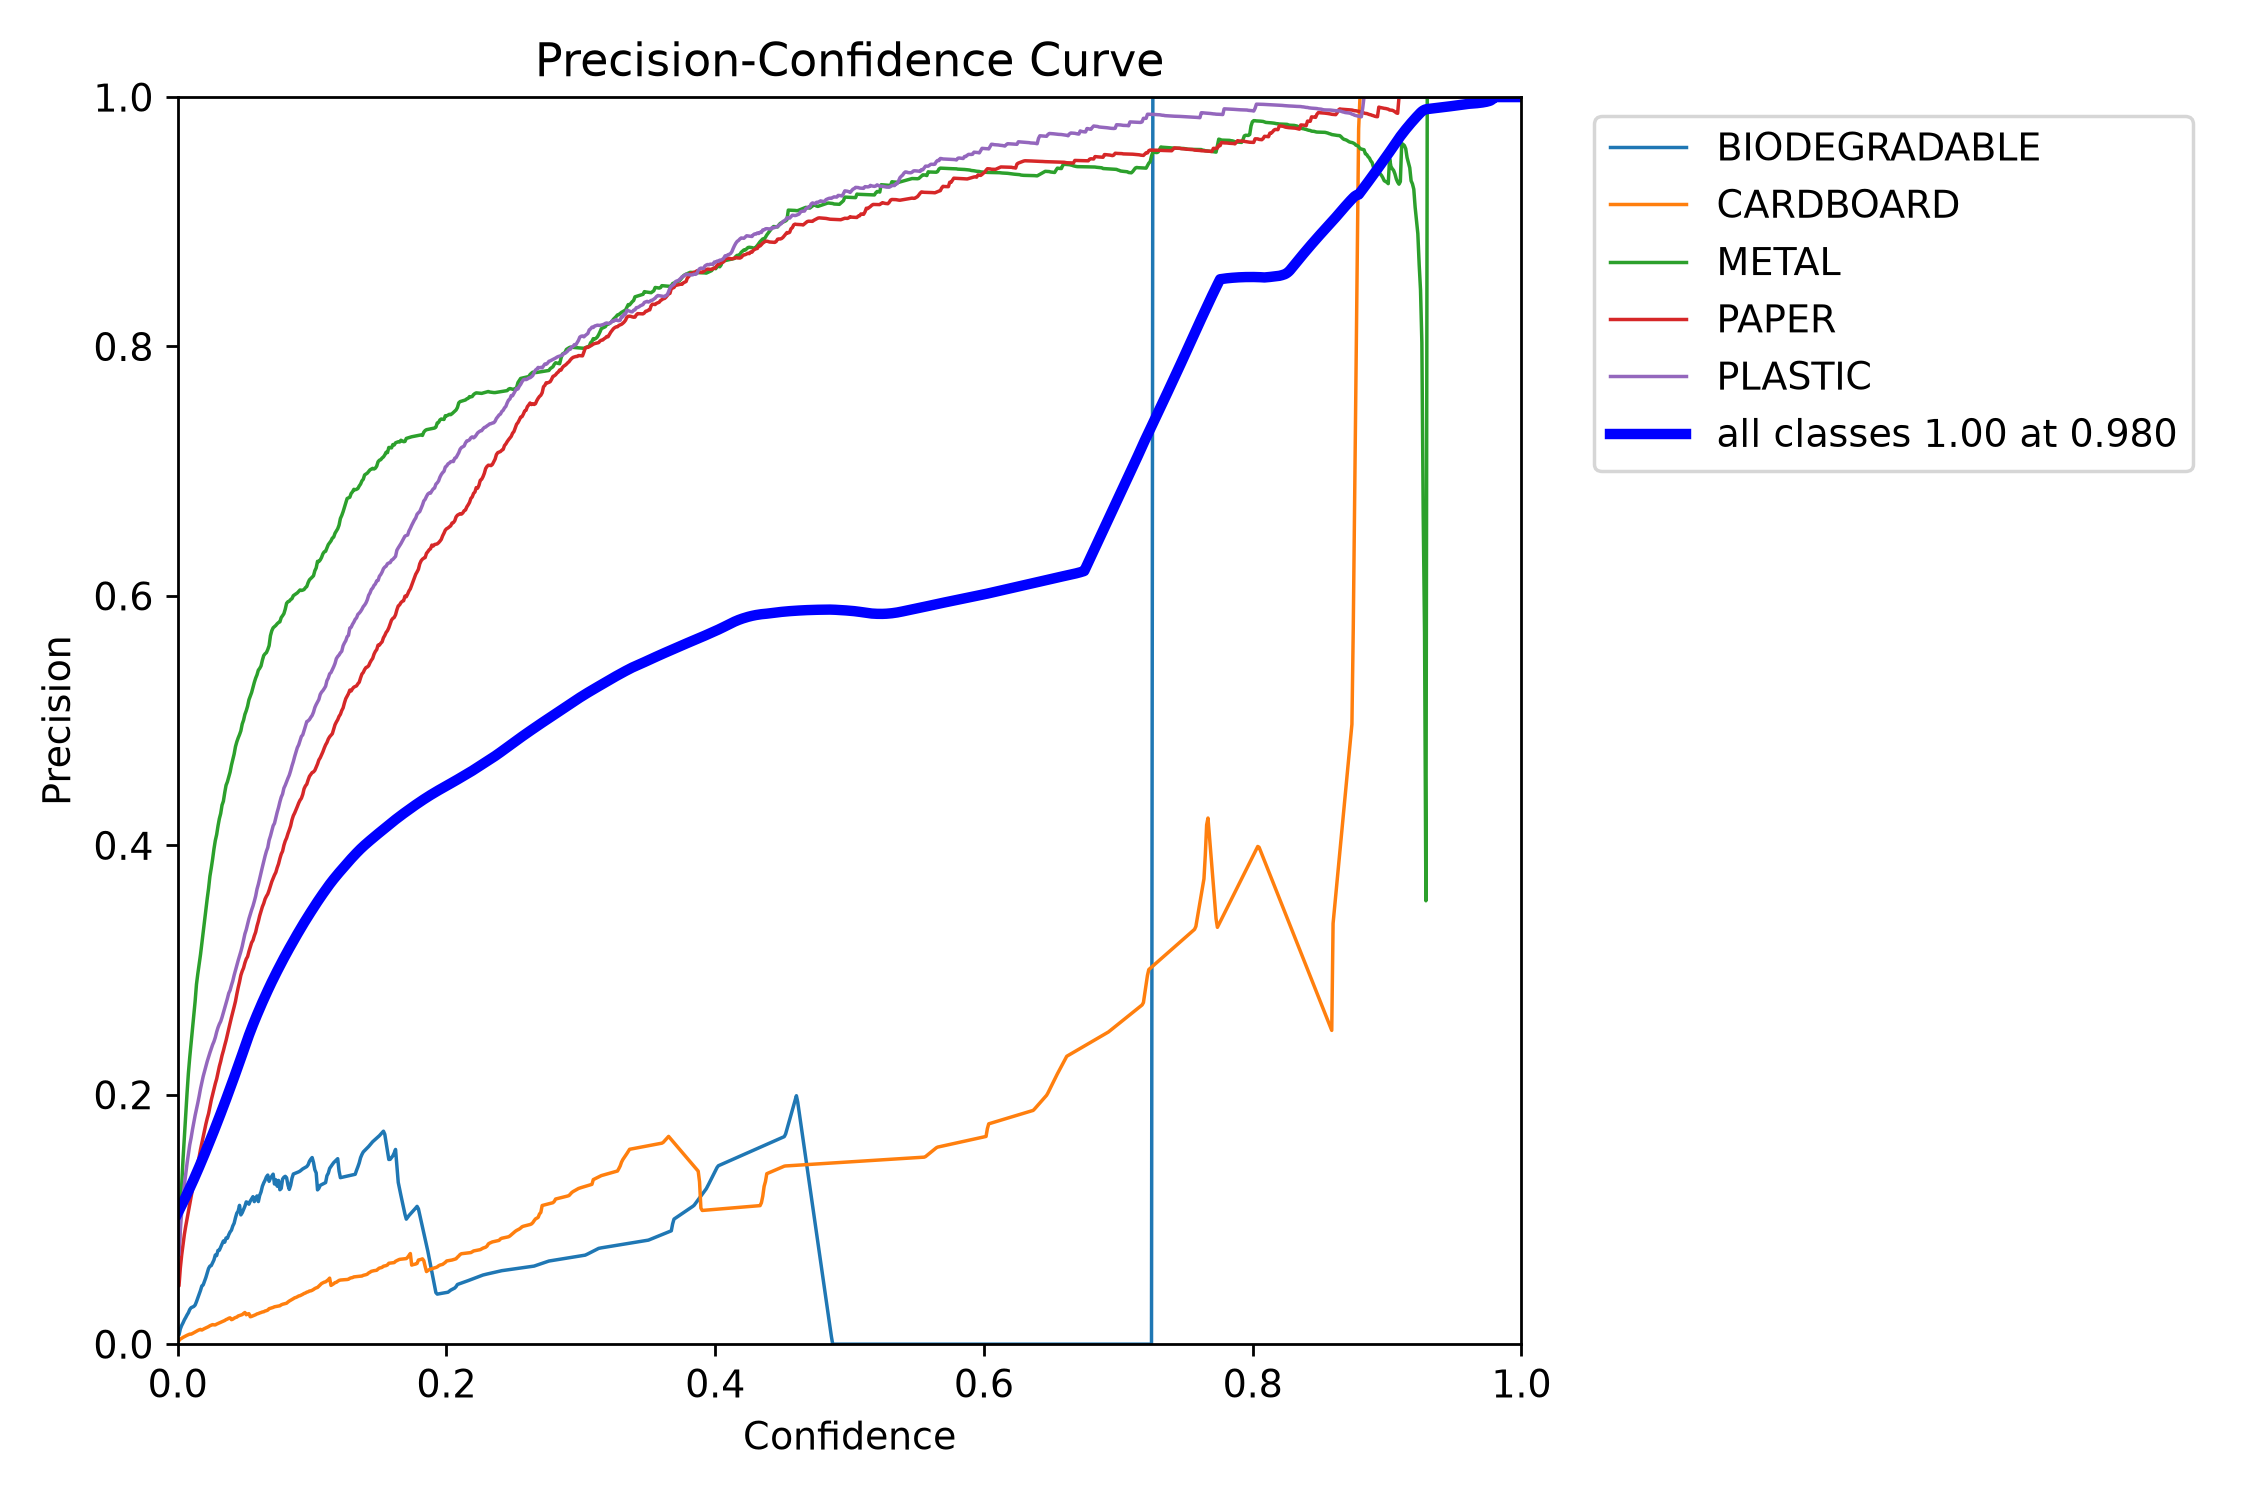 Precision-Confidence Curve
1.0
0.8
0.6
0.4
0.2
0.0
Precision
0.0 0.2 0.4 0.6 0.8 1.0
Confidence
BIODEGRADABLE
CARDBOARD
METAL
PAPER
PLASTIC
all classes 1.00 at 0.980